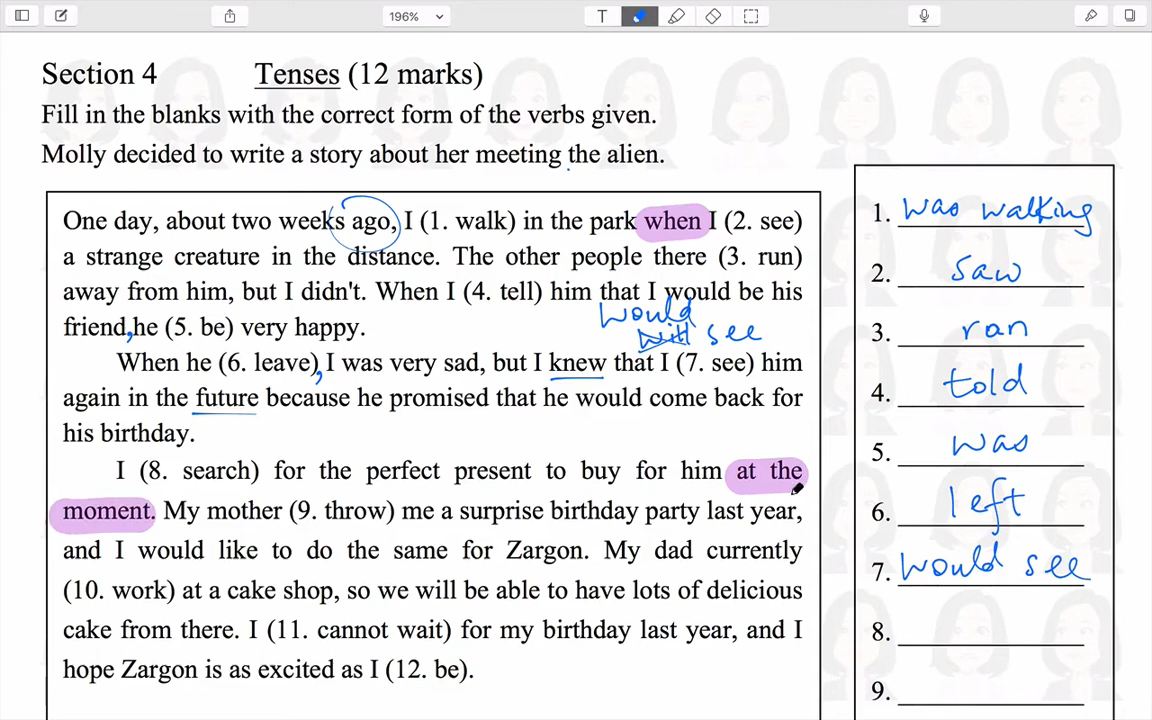 196%
T
Section 4 Tenses (12 marks)
Fill in the blanks with the correct form of the verbs given.
Molly decided to write a story about her meeting the alien.
One day, about two weeks ago, I (1. walk) in the park when I (2. see)
a strange creature in the distance. The other people there (3. run)
away from him, but I didn't. When I (4. tell) him that I would be his
would
friend, he (5. be) very happy.
will see
When he (6. leave), I was very sad, but I knew that I (7. see) him
again in the future because he promised that he would come back for
his birthday.
I (8. search) for the perfect present to buy for him at the
moment. My mother (9. throw) me a surprise birthday party last year,
and I would like to do the same for Zargon. My dad currently
(10. work) at a cake shop, so we will be able to have lots of delicious
cake from there. I (11. cannot wait) for my birthday last year, and I
hope Zargon is as excited as I (12. be).
1. was walking
2. saw
3. ran
4. told
5. was
6. left
7. would see
8.
9.